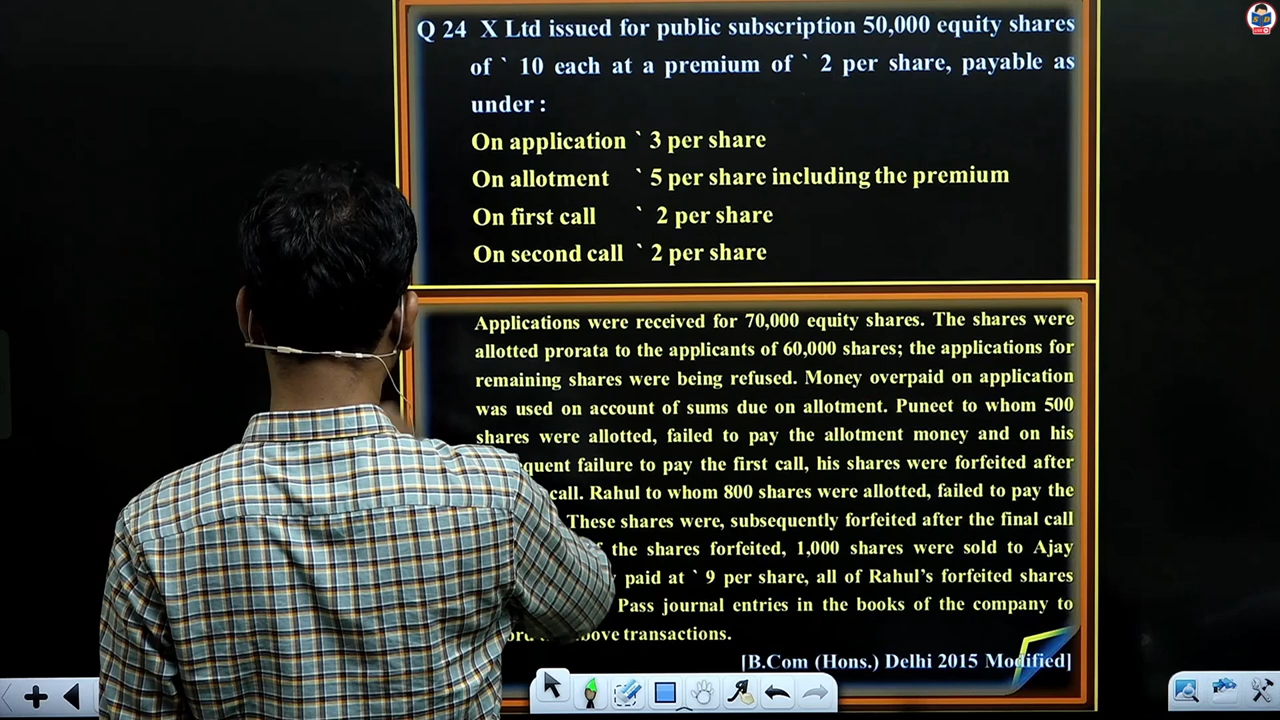 Q 24 X Ltd issued for public subscription 50,000 equity shares
of ` 10 each at a premium of ` 2 per share, payable as
under :
On application ` 3 per share
On allotment ` 5 per share including the premium
On first call ` 2 per share
On second call ` 2 per share
Applications were received for 70,000 equity shares. The shares were
allotted prorata to the applicants of 60,000 shares; the applications for
remaining shares were being refused. Money overpaid on application
was used on account of sums due on allotment. Puneet to whom 500
shares were allotted, failed to pay the allotment money and on his
failure to pay the first call, his shares were forfeited after
call. Rahul to whom 800 shares were allotted, failed to pay the
These shares were, subsequently forfeited after the final call
the shares forfeited, 1,000 shares were sold to Ajay
paid at ` 9 per share, all of Rahul's forfeited shares
Pass journal entries in the books of the company to
transactions.
[B.Com (Hons.) Delhi 2015 Modified]